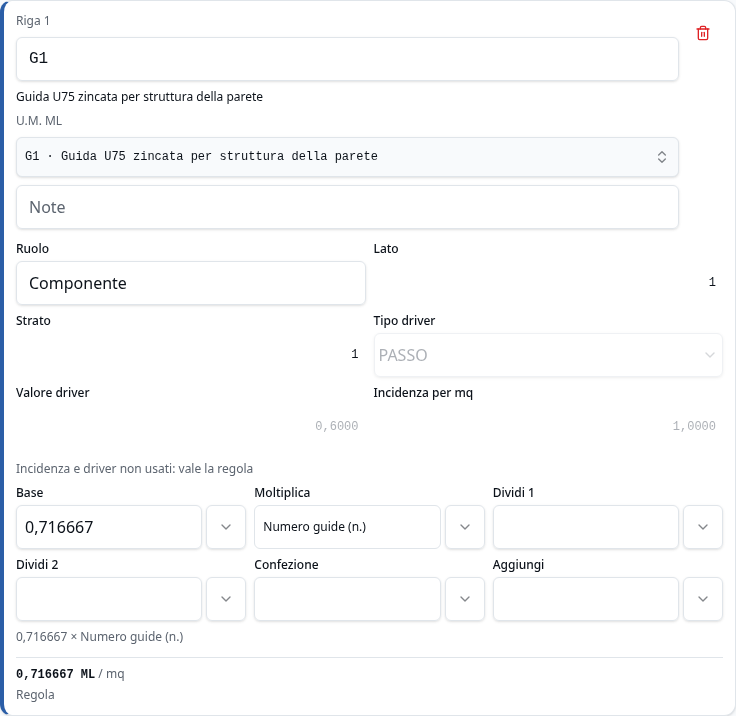 Riga 1
G1
Guida U75 zincata per struttura della parete
U.M. ML
G1 · Guida U75 zincata per struttura della parete
Note
Ruolo
Lato
Componente
1
Strato
Tipo driver
1
PASSO
Valore driver
Incidenza per mq
0,6000
1,0000
Incidenza e driver non usati: vale la regola
Base
Moltiplica
Dividi 1
0,716667
Numero guide (n.)
Dividi 2
Confezione
Aggiungi
0,716667 × Numero guide (n.)
0,716667 ML / mq
Regola